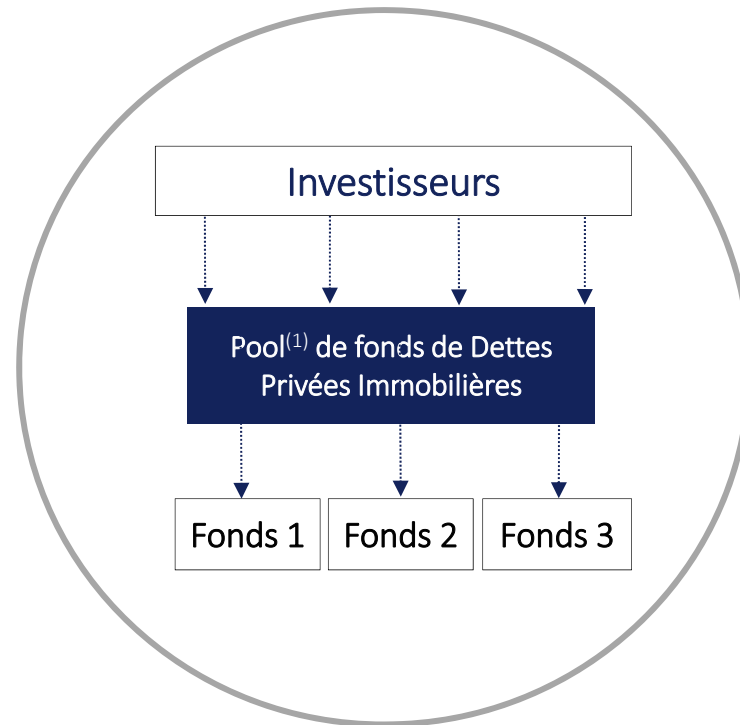 Investisseurs
Pool(1) de fonds de Dettes
Privées Immobilières
Fonds 1 Fonds 2 Fonds 3